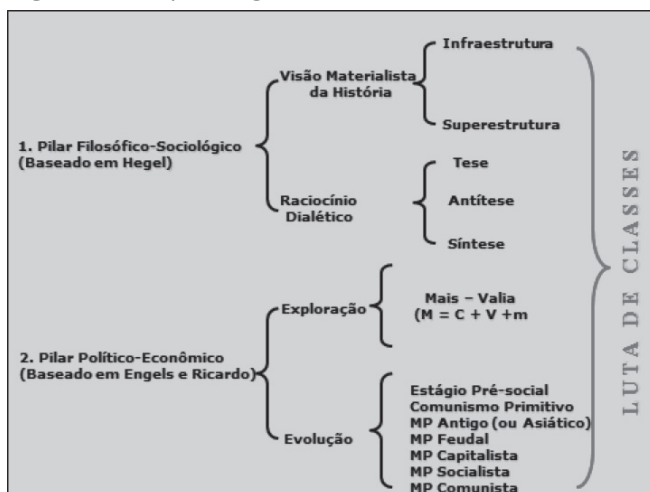 1. Pilar Filosófico-Sociológico
(Baseado em Hegel)
Visão Materialista
da História
Infraestrutura
Superestrutura
Raciocínio
Dialético
Tese
Antítese
Síntese
2. Pilar Político-Econômico
(Baseado em Engels e Ricardo)
Exploração
Mais – Valia
(M = C + V +m
Evolução
Estágio Pré-social
Comunismo Primitivo
MP Antigo (ou Asiático)
MP Feudal
MP Capitalista
MP Socialista
MP Comunista
LUTA DE CLASSES